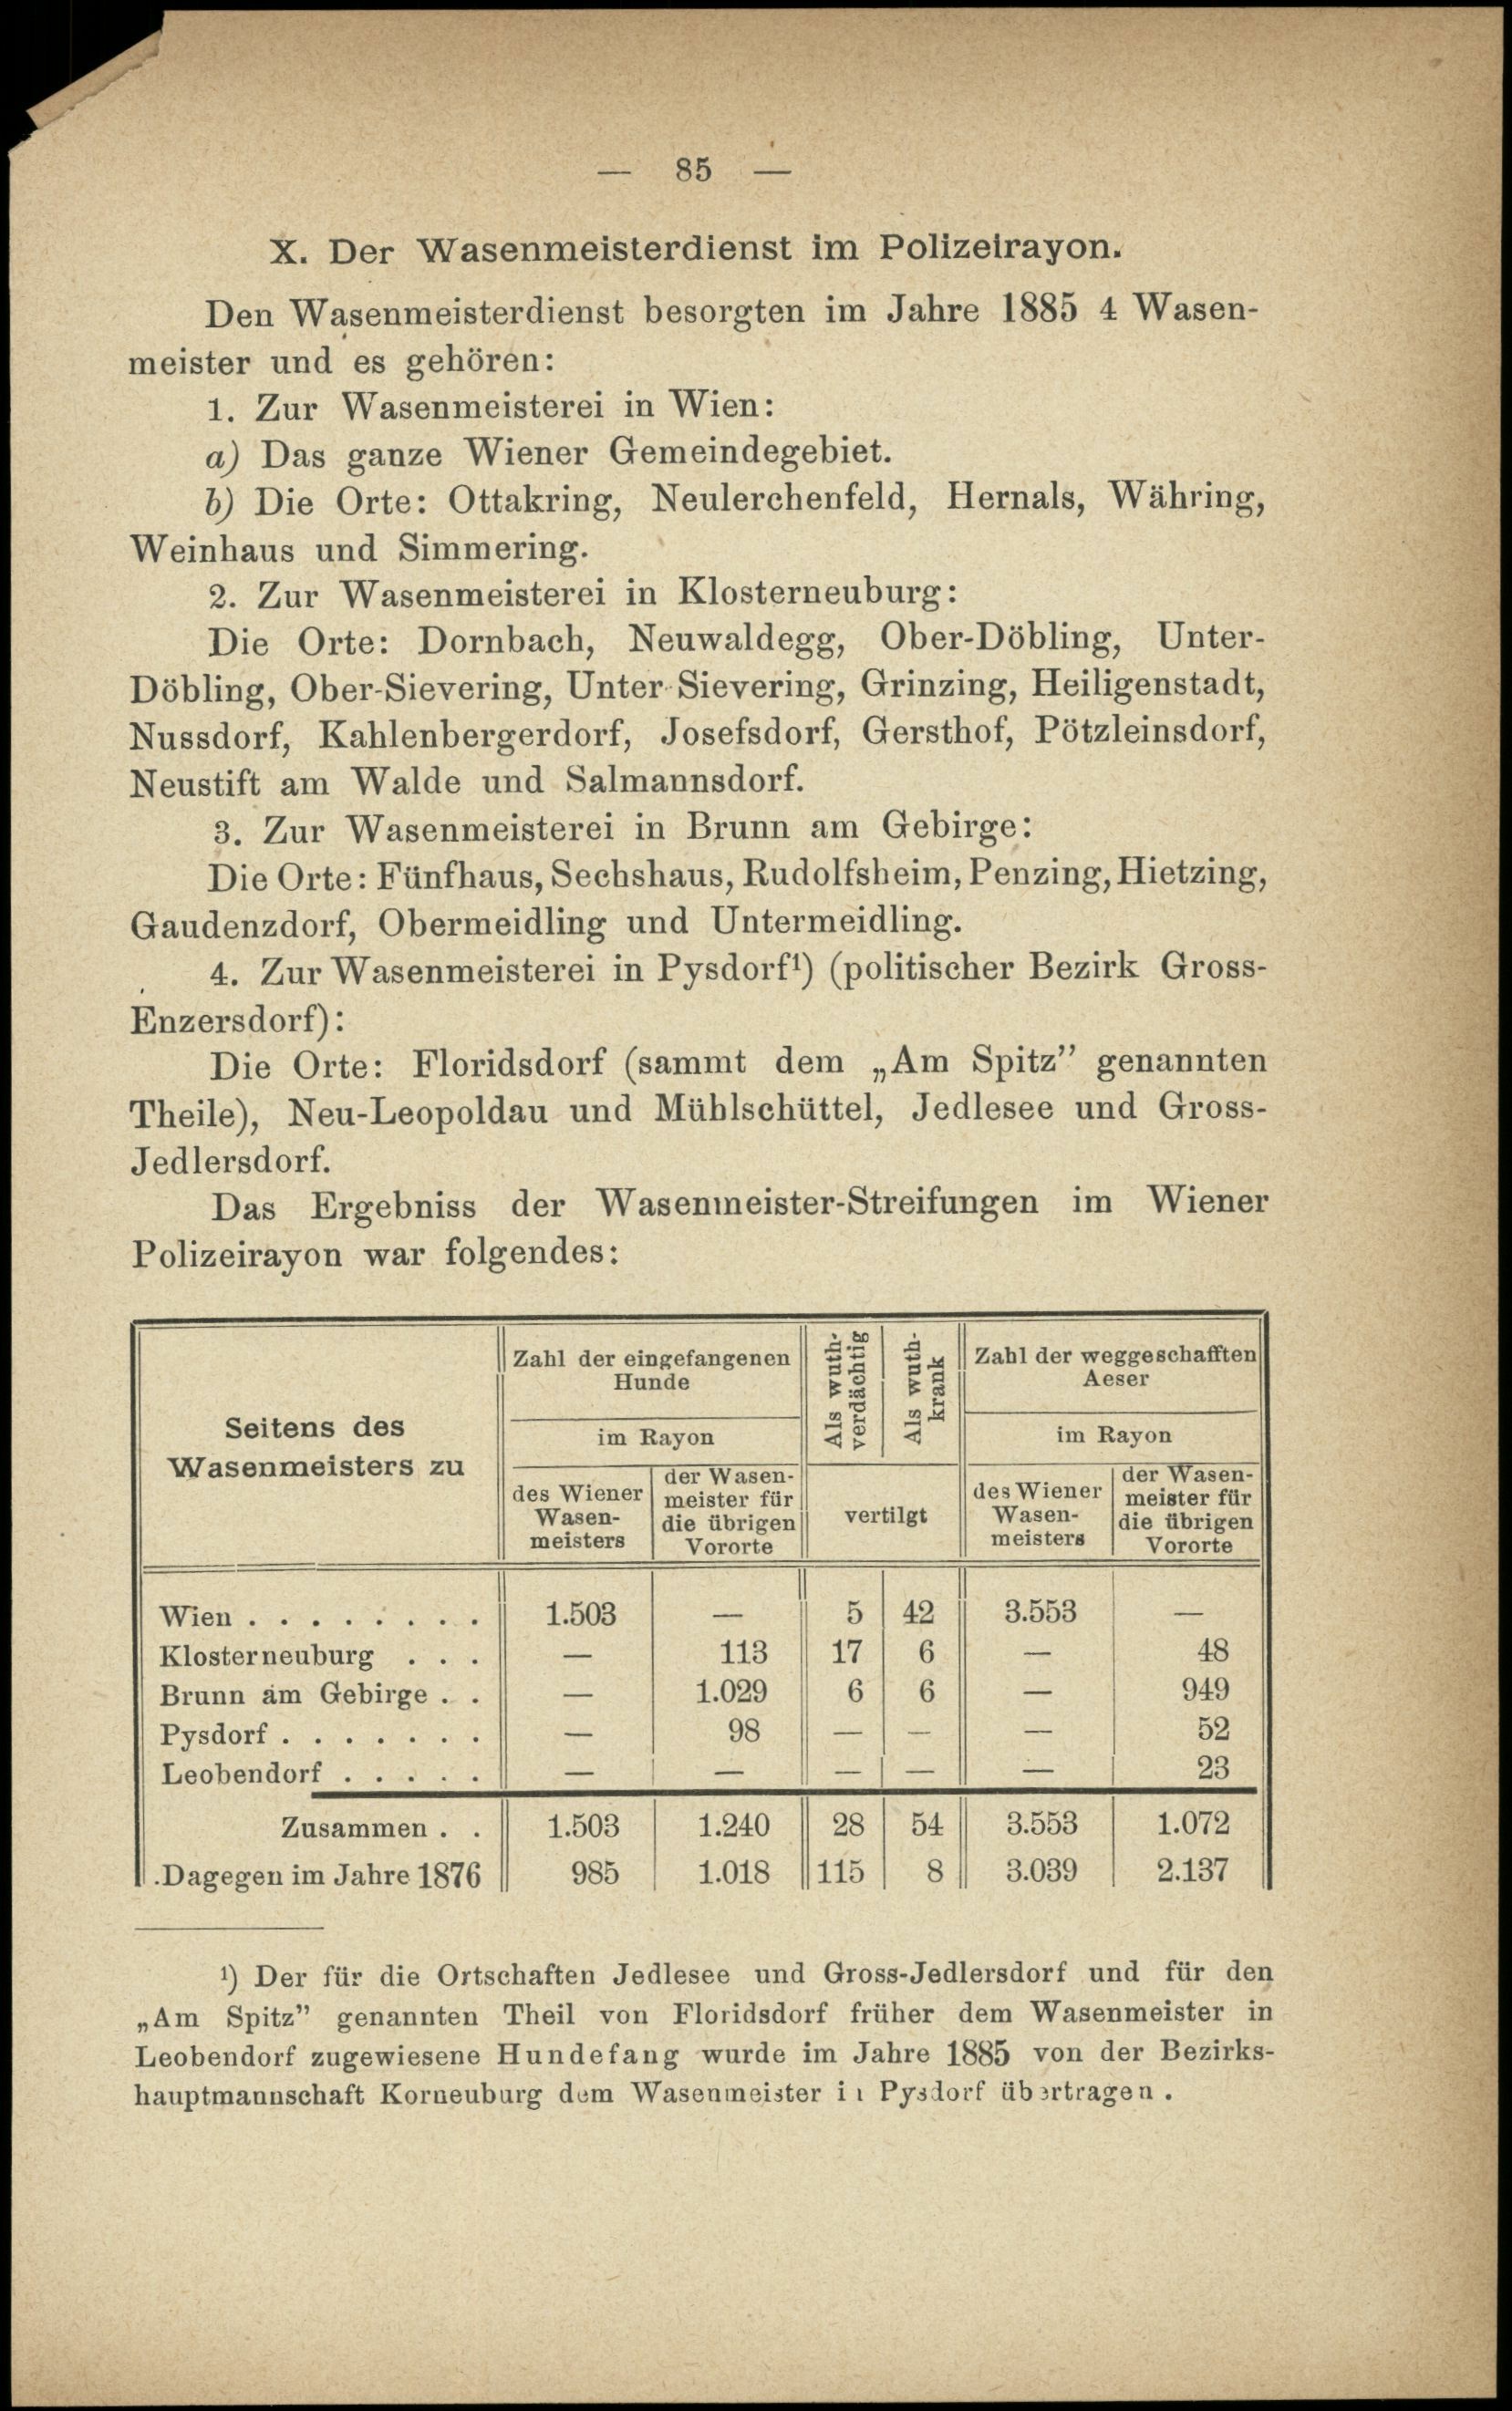 — 85 —
X. Der Wasenmeisterdienst im Polizeirayon.
Den Wasenmeisterdienst besorgten im Jahre 1885 4 Wasen-
meister und es gehören:
1. Zur Wasenmeisterei in Wien:
a) Das ganze Wiener Gemeindegebiet.
b) Die Orte: Ottakring, Neulerchenfeld, Hernals, Währing,
Weinhaus und Simmering.
2. Zur Wasenmeisterei in Klosterneuburg:
Die Orte: Dornbach, Neuwaldegg, Ober-Döbling, Unter-
Döbling, Ober-Sievering, Unter-Sievering, Grinzing, Heiligenstadt,
Nussdorf, Kahlenbergerdorf, Josefsdorf, Gersthof, Pötzleinsdorf,
Neustift am Walde und Salmannsdorf.
3. Zur Wasenmeisterei in Brunn am Gebirge:
Die Orte: Fünfhaus, Sechshaus, Rudolfsheim, Penzing, Hietzing,
Gaudenzdorf, Obermeidling und Untermeidling.
4. Zur Wasenmeisterei in Pysdorf¹) (politischer Bezirk Gross-
Enzersdorf):
Die Orte: Floridsdorf (sammt dem „Am Spitz” genannten
Theile), Neu-Leopoldau und Mühlschüttel, Jedlesee und Gross-
Jedlersdorf.
Das Ergebniss der Wasenmeister-Streifungen im Wiener
Polizeirayon war folgendes:
Seitens des
Wasenmeisters zu
Zahl der eingefangenen
Hunde
im Rayon
des Wiener
Wasen-
meisters
der Wasen-
meister für
die übrigen
Vororte
Als wuth-
verdächtig
Als wuth-
krank
vertilgt
Zahl der weggeschafften
Aeser
im Rayon
des Wiener
Wasen-
meisters
der Wasen-
meister für
die übrigen
Vororte
Wien . . . . . . . . 1.503 — 5 42 3.553 —
Klosterneuburg . . . — 113 17 6 — 48
Brunn am Gebirge . . — 1.029 6 6 — 949
Pysdorf . . . . . . . — 98 — — — 52
Leobendorf . . . . . — — — — — 23
Zusammen . . 1.503 1.240 28 54 3.553 1.072
Dagegen im Jahre 1876 985 1.018 115 8 3.039 2.137
¹) Der für die Ortschaften Jedlesee und Gross-Jedlersdorf und für den
„Am Spitz” genannten Theil von Floridsdorf früher dem Wasenmeister in
Leobendorf zugewiesene Hundefang wurde im Jahre 1885 von der Bezirks-
hauptmannschaft Korneuburg dem Wasenmeister in Pysdorf übertragen.